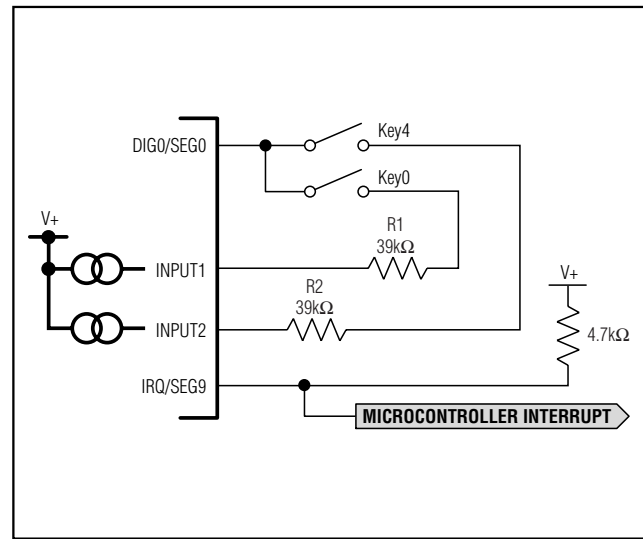 DIG0/SEG0
Key4
Key0
V+
R1
39kΩ
INPUT1
R2
39kΩ
V+
INPUT2
4.7kΩ
IRQ/SEG9
MICROCONTROLLER INTERRUPT